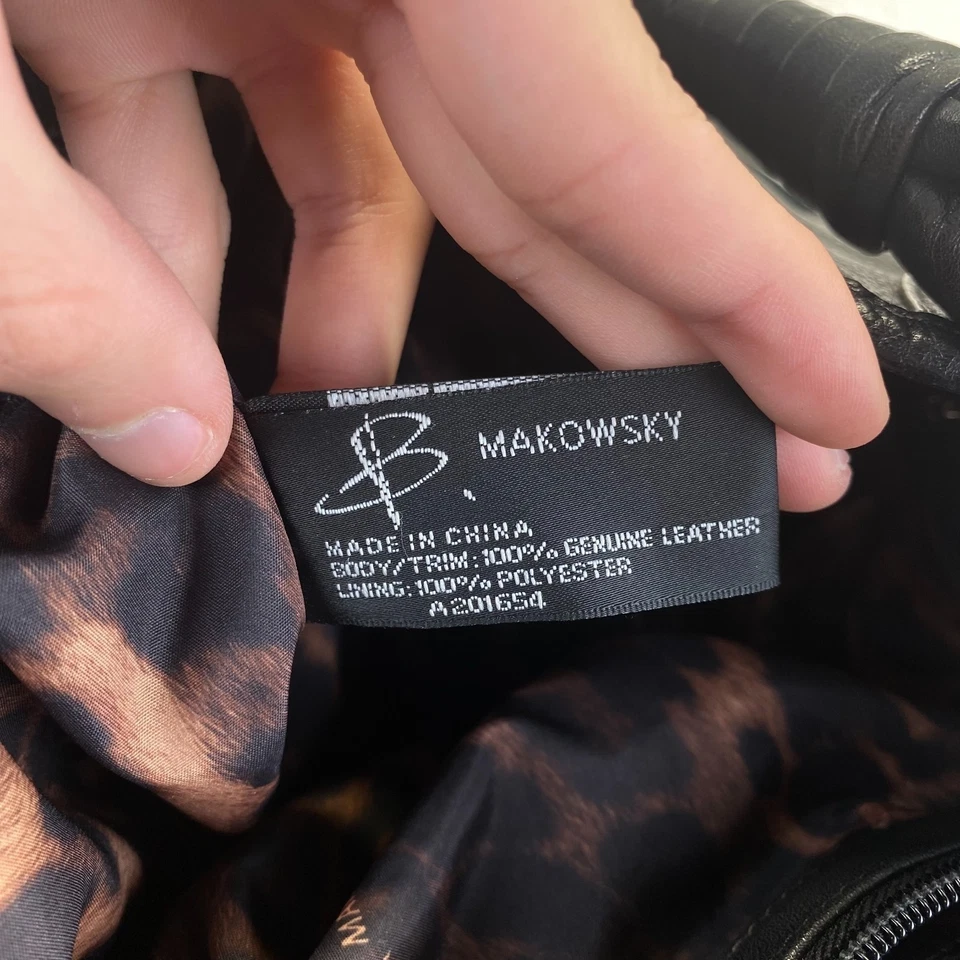 B. MAKOWSKY
MADE IN CHINA
BODY/TRIM:100% GENUINE LEATHER
LINING:100% POLYESTER
A201654